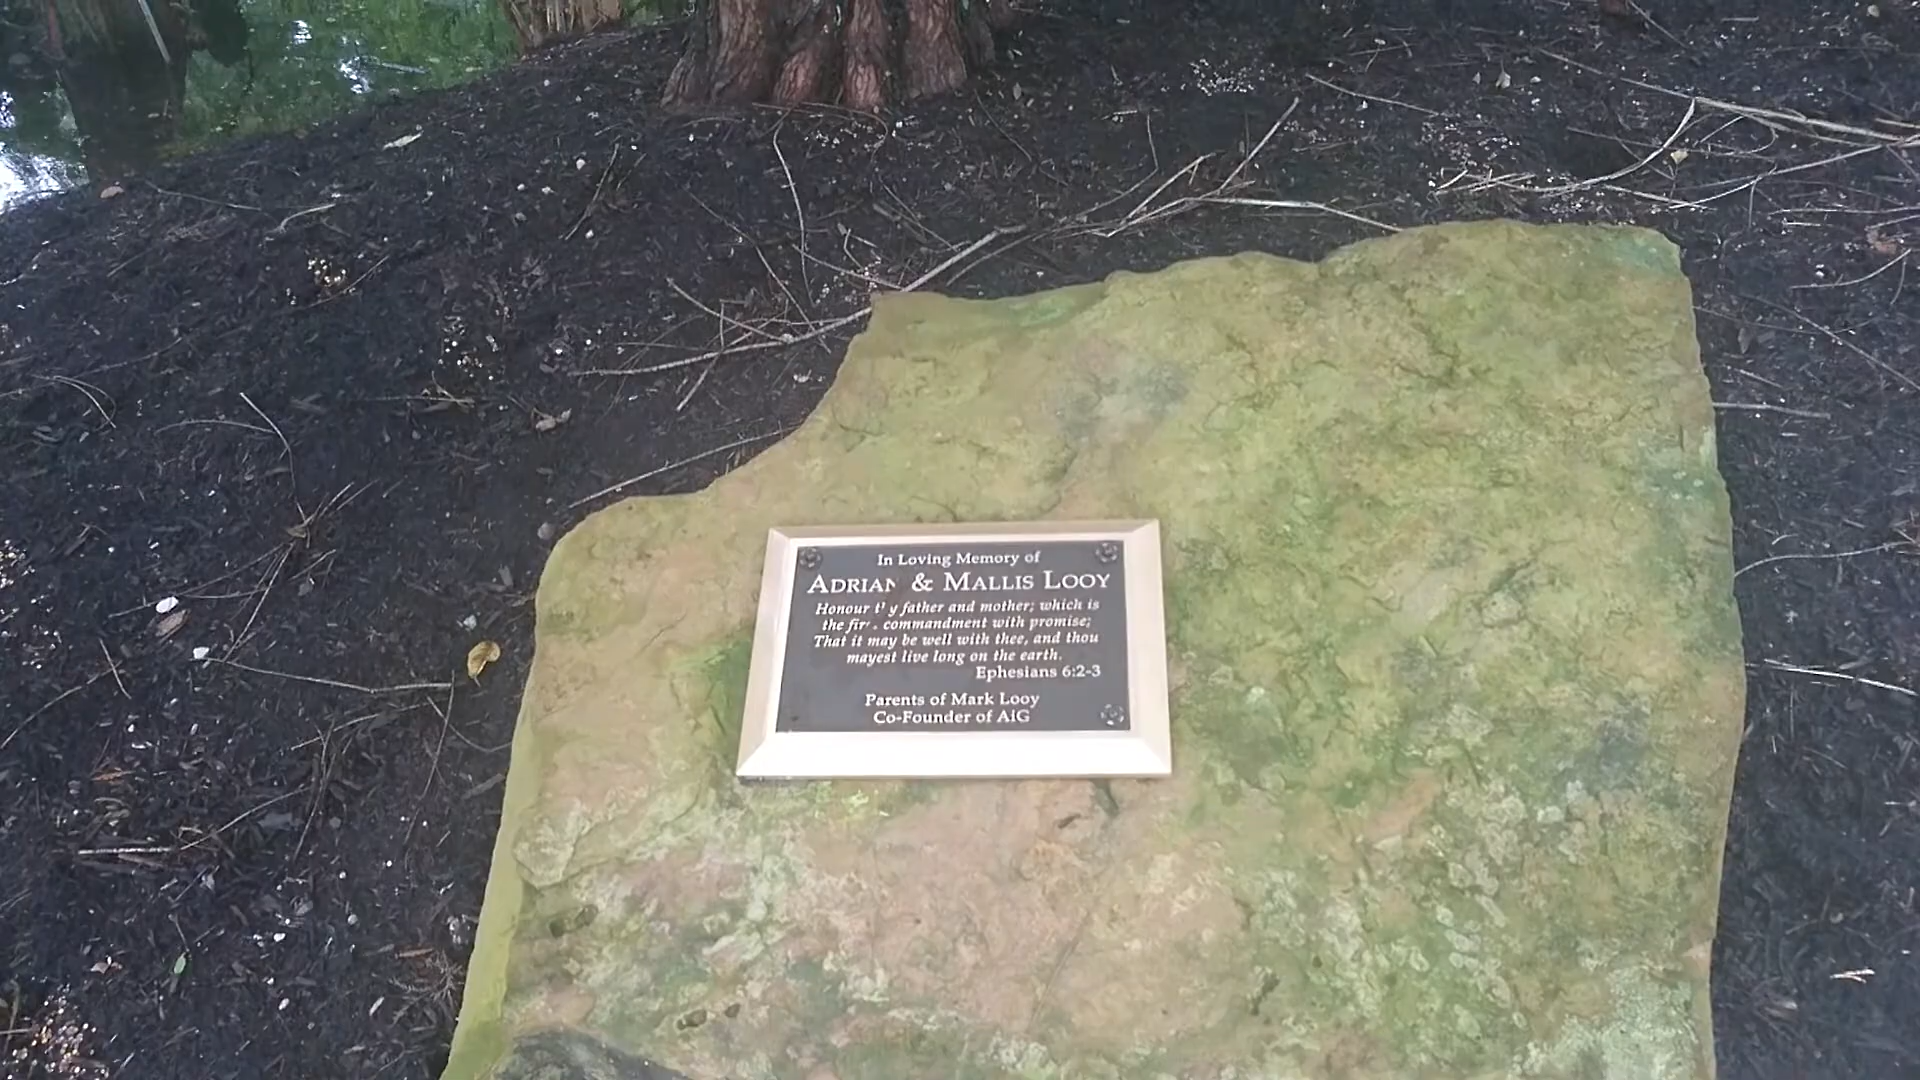 In Loving Memory of
ADRIAN & MALLIS LOOY
Honour thy father and mother; which is
the first commandment with promise;
That it may be well with thee, and thou
mayest live long on the earth.
Ephesians 6:2-3
Parents of Mark Looy
Co-Founder of AiG